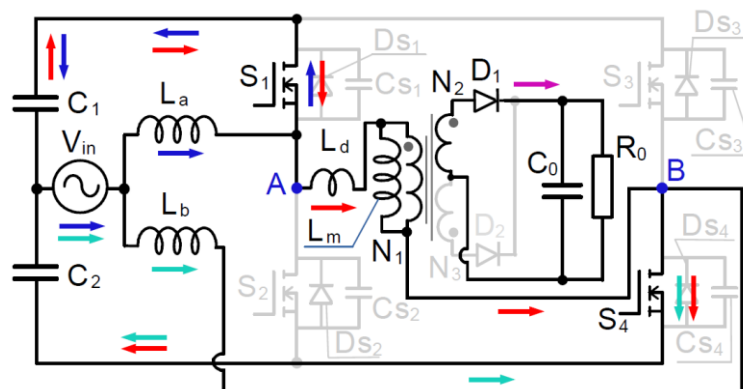 Ds1
Ds3
S1
Cs1
S3
C1
La
N2
D1
Vin
Ld
C0
R0
Cs3
A
B
Lm
Lb
N1
D2
Ds4
C2
S2
N3
Cs2
S4
Ds2
Cs4